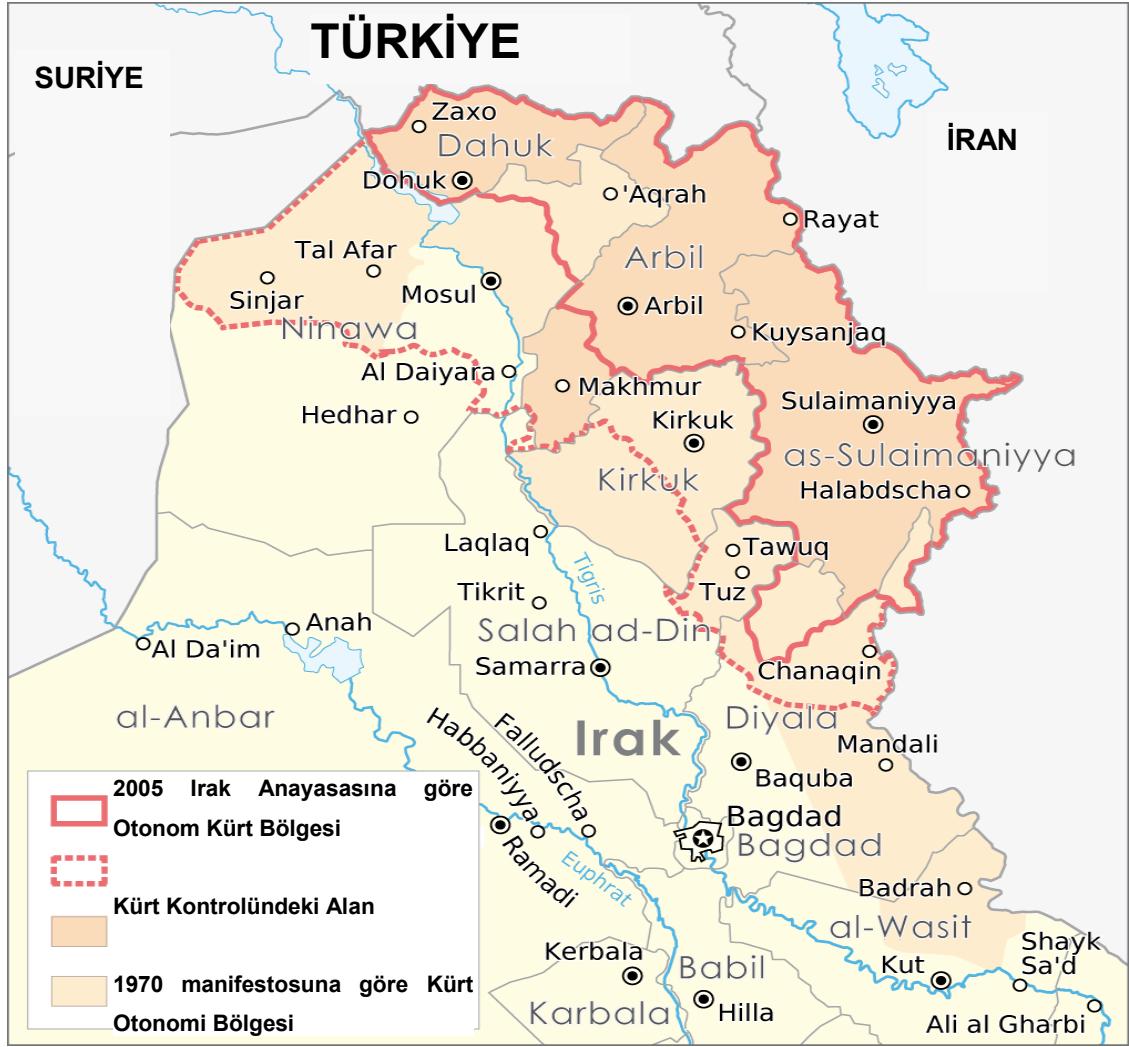 TÜRKİYE
SURİYE
İRAN
Zaxo
Dahuk
Dohuk
'Aqrah
Rayat
Tal Afar
Arbil
Sinjar
Mosul
Arbil
Ninawa
Kuysanjaq
Al Daiyara
Makhmur
Hedhar
Kirkuk
Sulaimaniyya
as-Sulaimaniyya
Kirkuk
Halabdscha
Laqlaq
Tawuq
Tigris
Tuz
Tikrit
Anah
Salah ad-Din
Al Da'im
Samarra
Chanaqin
al-Anbar
Habbaniyya
Falludscha
Irak
Diyala
Mandali
Baquba
2005 Irak Anayasasına göre
Otonom Kürt Bölgesi
Bagdad
Bagdad
Ramadi
Euphrat
Badrah
Kürt Kontrolündeki Alan
al-Wasit
Shayk
Sa'd
Kerbala
Babil
Kut
1970 manifestosuna göre Kürt
Otonomi Bölgesi
Karbala
Hilla
Ali al Gharbi